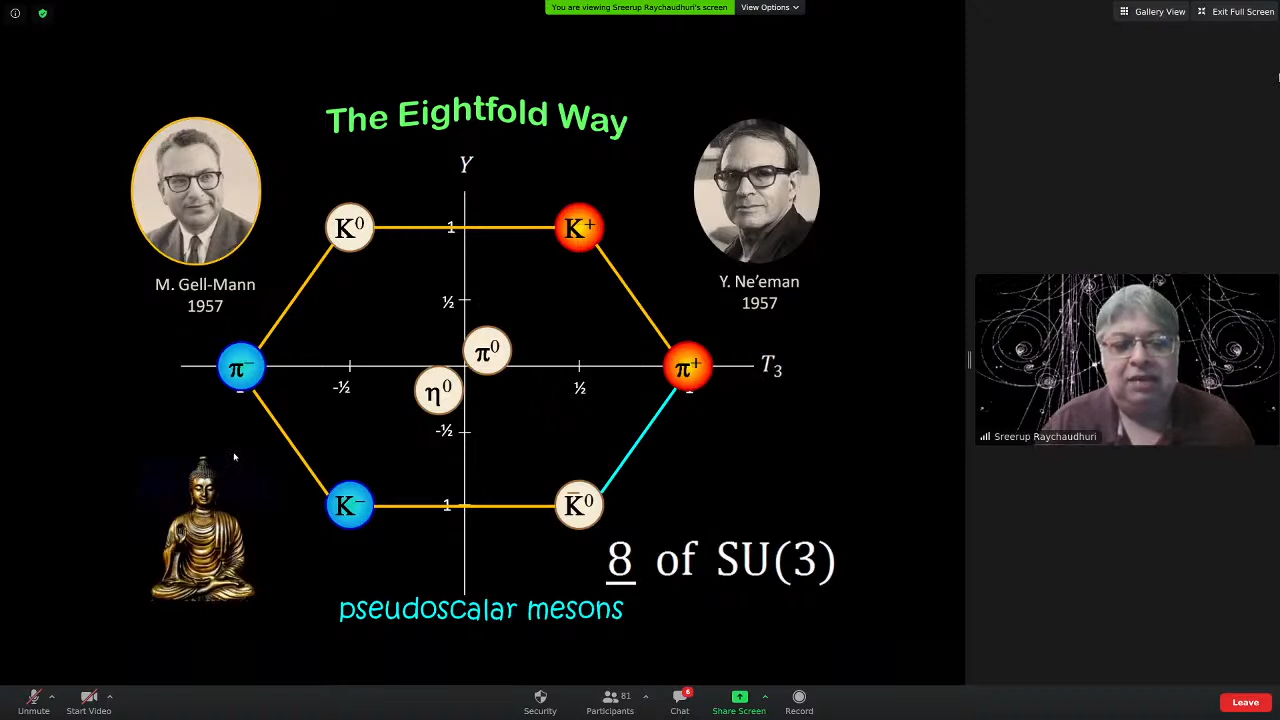 You are viewing Sreerup Raychaudhuri's screen
View Options
Gallery View
Exit Full Screen
The Eightfold Way
Y
K⁰
1
K⁺
M. Gell-Mann
1957
Y. Ne'eman
1957
½
π⁰
π⁻
π⁺
T₃
-½
η⁰
½
1
-½
Sreerup Raychaudhuri
K⁻
1
K̄⁰
8 of SU(3)
pseudoscalar mesons
Unmute
Start Video
Security
81
Participants
6
Chat
Share Screen
Record
Leave